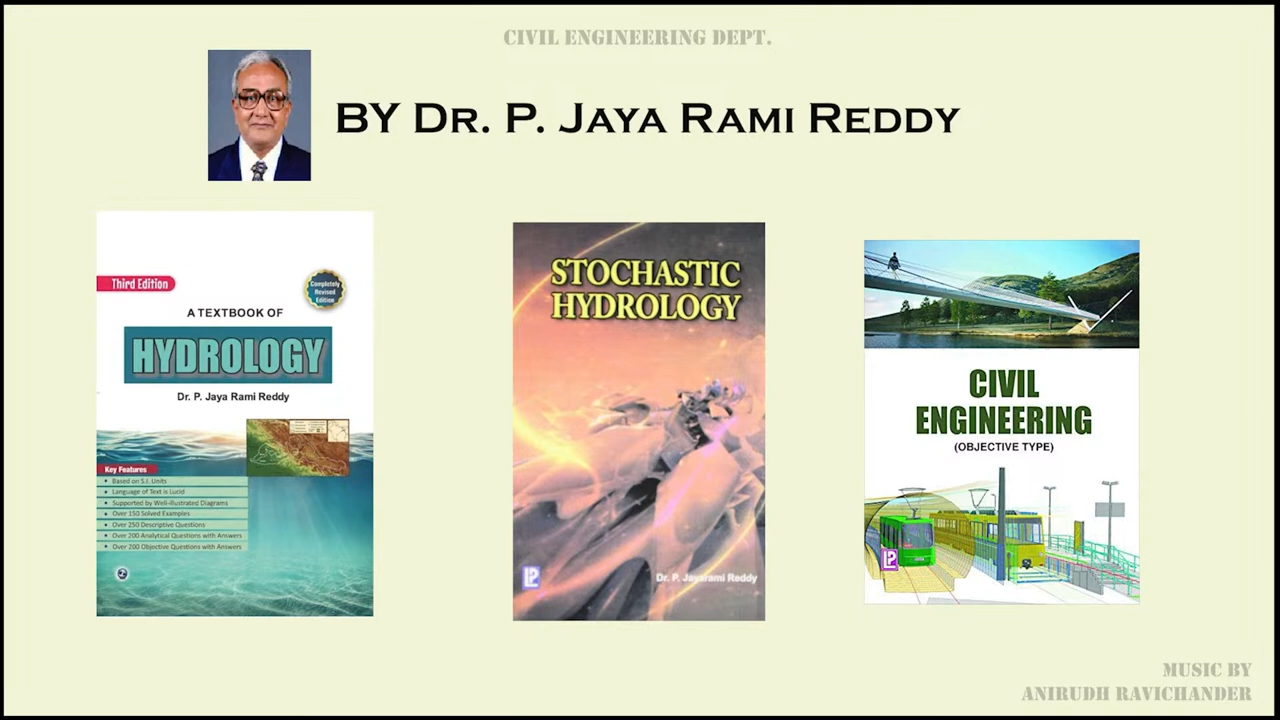 CIVIL ENGINEERING DEPT.
BY DR. P. JAYA RAMI REDDY
Third Edition
Completely
Revised
Edition
A TEXTBOOK OF
HYDROLOGY
Dr. P. Jaya Rami Reddy
Key Features
• Based on S.I. Units
• Language of Text is Lucid
• Supported by Well-illustrated Diagrams
• Over 150 Solved Examples
• Over 250 Descriptive Questions
• Over 200 Analytical Questions with Answers
• Over 200 Objective Questions with Answers
STOCHASTIC
HYDROLOGY
LP
Dr. P. Jayarami Reddy
CIVIL
ENGINEERING
(OBJECTIVE TYPE)
LP
MUSIC BY
ANIRUDH RAVICHANDER